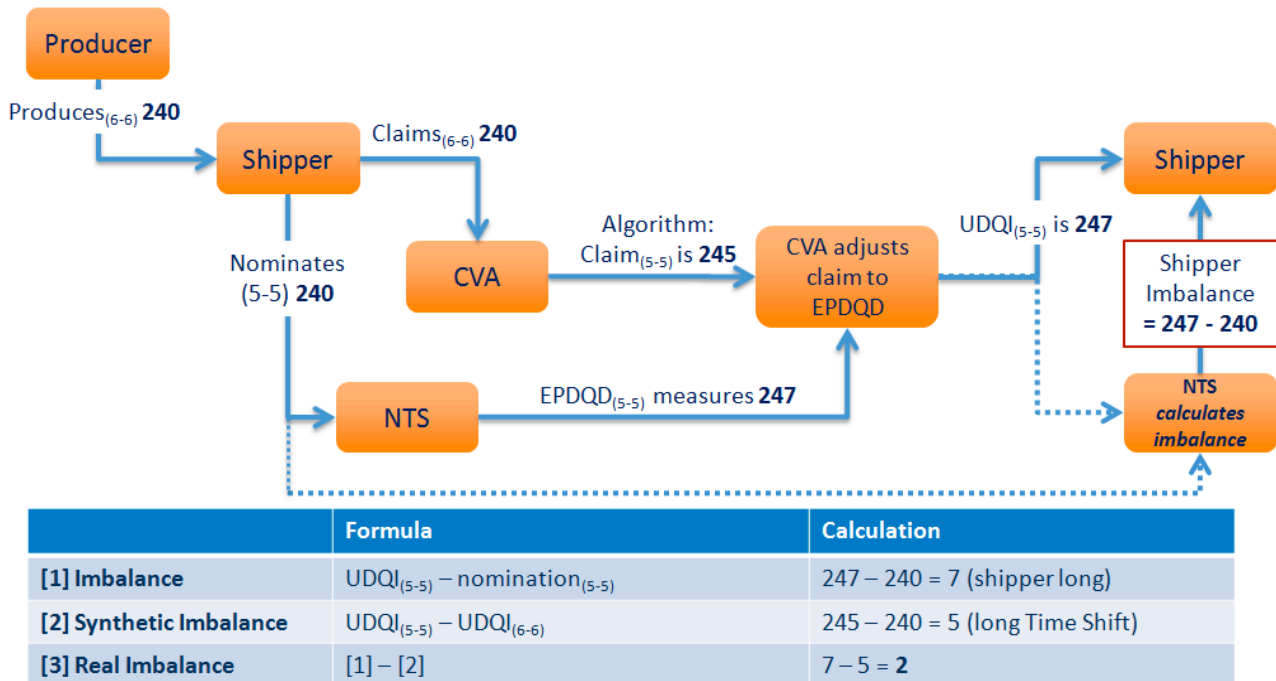 Producer
Produces(6-6) 240
Shipper
Claims(6-6) 240
Nominates
(5-5) 240
CVA
Algorithm:
Claim(5-5) is 245
CVA adjusts
claim to
EPDQD
UDQI(5-5) is 247
Shipper
Shipper
Imbalance
= 247 - 240
NTS
EPDQD(5-5) measures 247
NTS
calculates
imbalance
Formula Calculation
[1] Imbalance UDQI(5-5) – nomination(5-5) 247 – 240 = 7 (shipper long)
[2] Synthetic Imbalance UDQI(5-5) – UDQI(6-6) 245 – 240 = 5 (long Time Shift)
[3] Real Imbalance [1] – [2] 7 – 5 = 2